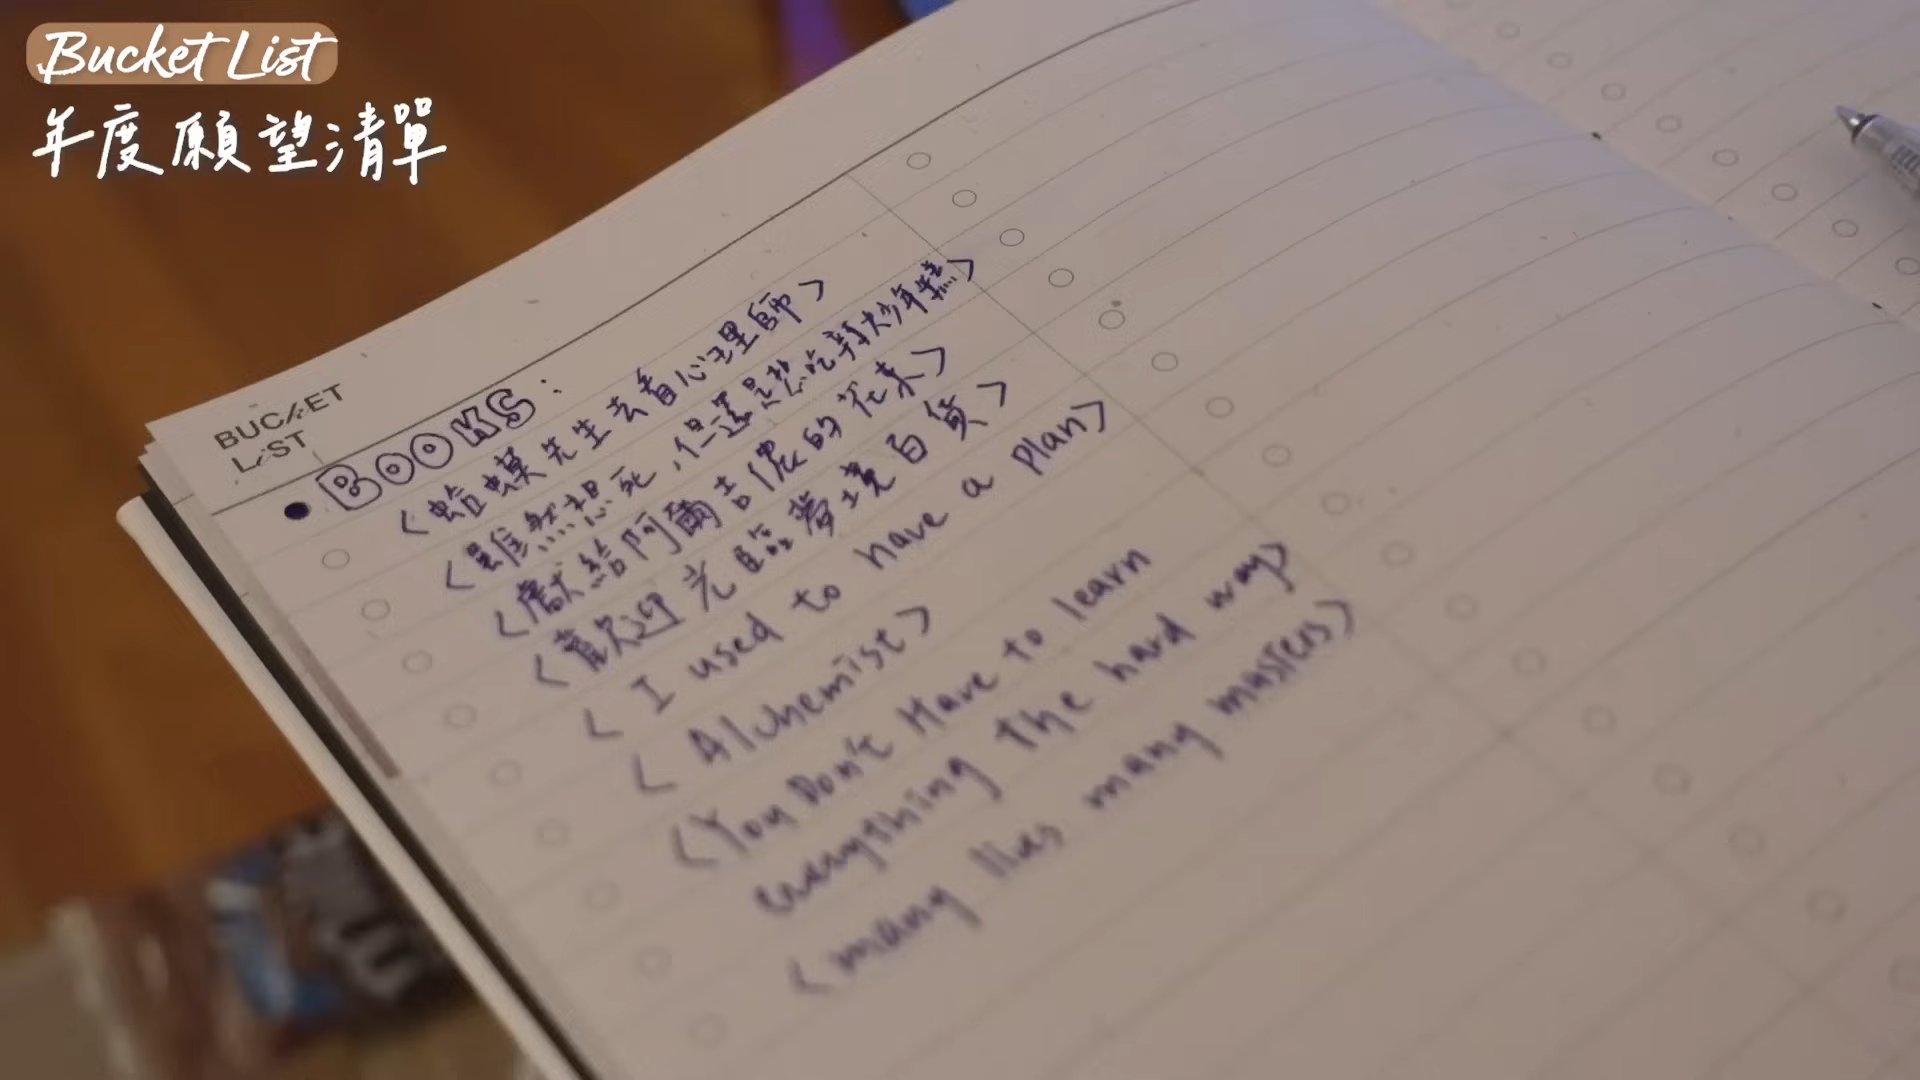 Bucket List
年度願望清單
BUCKET
LIST
BOOKS:
〈蛤蟆先生去看心理師〉
〈雖然想死,但還是想吃辣炒年糕〉
〈獻給阿爾吉儂的花束〉
〈歡迎光臨夢境百貨〉
〈I used to have a plan〉
〈Alchemist〉
〈You Don't Have to learn
everything the hard way〉
〈many lives many masters〉